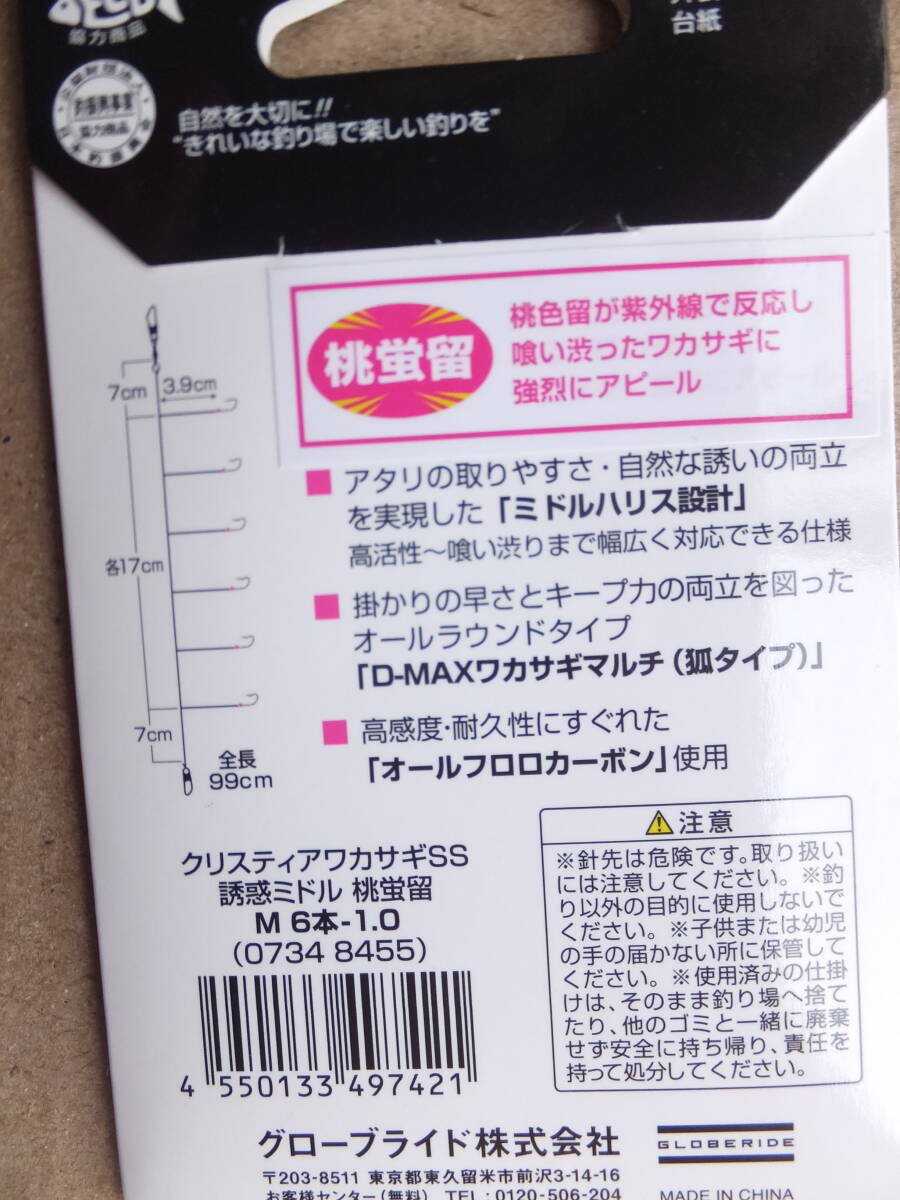 協力商品
台紙
公益財団法人
釣振興事業
協力商品
自然を大切に!!
"きれいな釣り場で楽しい釣りを"
桃蛍留
桃色留が紫外線で反応し
喰い渋ったワカサギに
強烈にアピール
7cm
3.9cm
各17cm
7cm
全長
99cm
■アタリの取りやすさ・自然な誘いの両立
を実現した「ミドルハリス設計」
高活性~喰い渋りまで幅広く対応できる仕様
■掛かりの早さとキープ力の両立を図った
オールラウンドタイプ
「D-MAXワカサギマルチ(狐タイプ)」
■高感度・耐久性にすぐれた
「オールフロロカーボン」使用
クリスティアワカサギSS
誘惑ミドル 桃蛍留
M 6本-1.0
(0734 8455)
4 550133 497421
注意
※針先は危険です。取り扱い
には注意してください。※釣
り以外の目的に使用しないで
ください。※子供または幼児
の手の届かない所に保管して
ください。※使用済みの仕掛
けは、そのまま釣り場へ捨て
たり、他のゴミと一緒に廃棄
せず安全に持ち帰り、責任を
持って処分してください。
グローブライド株式会社
GLOBERIDE
〒203-8511 東京都東久留米市前沢3-14-16
お客様センター(無料) TEL:0120-506-204
MADE IN CHINA